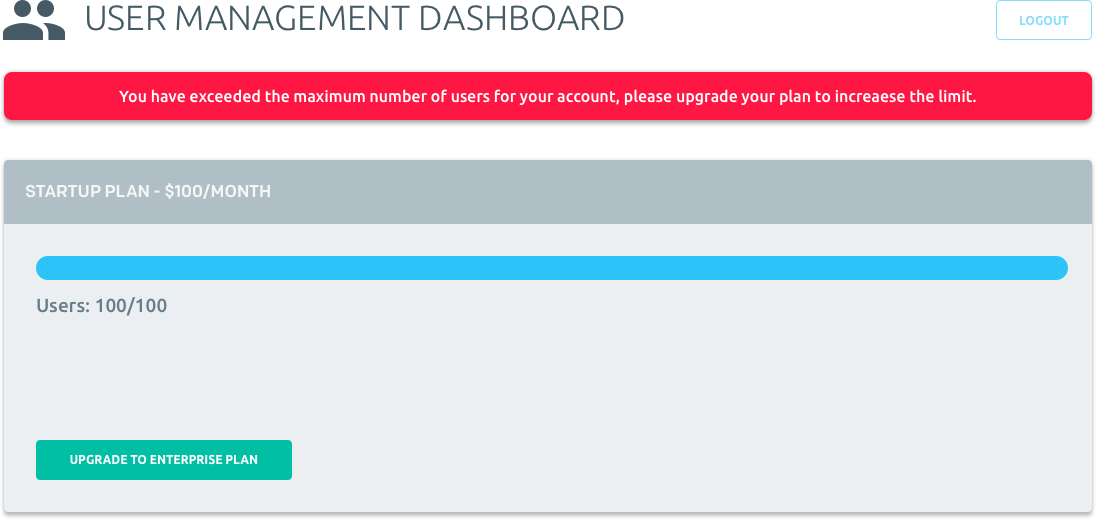 USER MANAGEMENT DASHBOARD
LOGOUT
You have exceeded the maximum number of users for your account, please upgrade your plan to increaese the limit.
STARTUP PLAN - $100/MONTH
Users: 100/100
UPGRADE TO ENTERPRISE PLAN